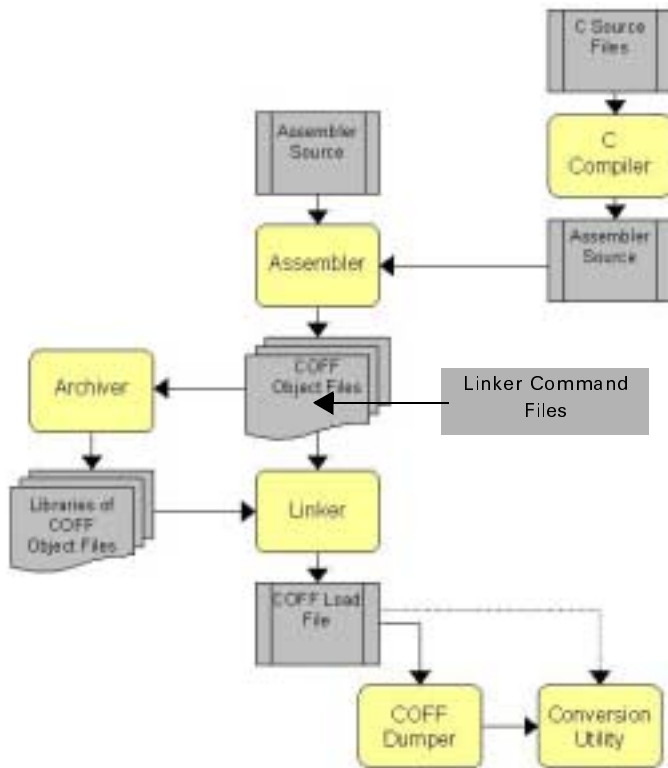 C Source
Files
C
Compiler
Assembler
Source
Assembler
Source
Assembler
COFF
Object Files
Linker Command
Files
Archiver
Libraries of
COFF
Object Files
Linker
COFF Load
File
COFF
Dumper
Conversion
Utility